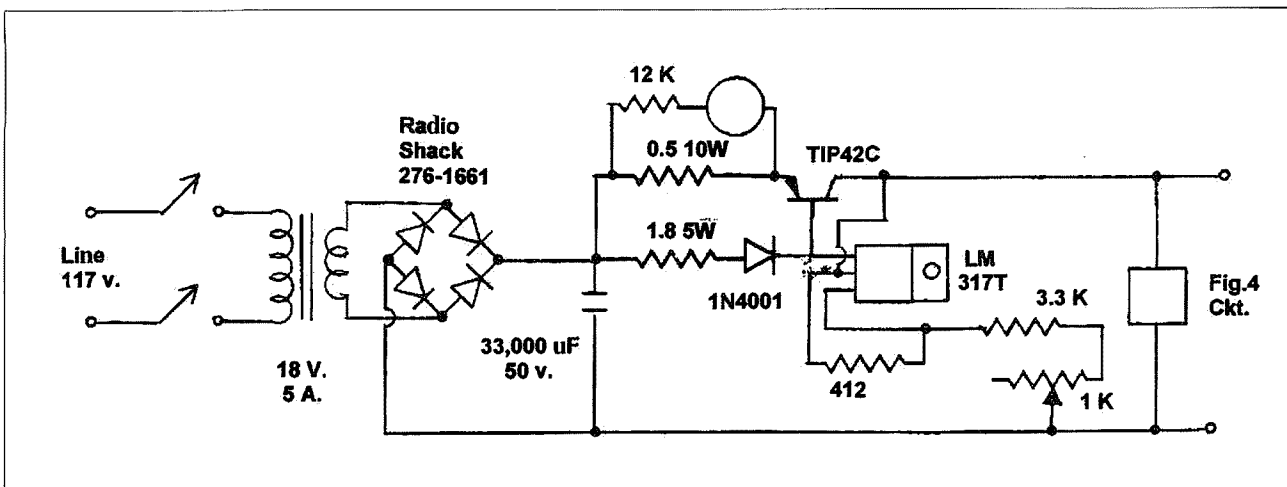 12 K
Radio
Shack
276-1661
0.5 10W
TIP42C
Line
117 v.
1.8 5W
1N4001
LM
317T
3.3 K
Fig.4
Ckt.
33,000 uF
50 v.
18 V.
5 A.
412
1 K